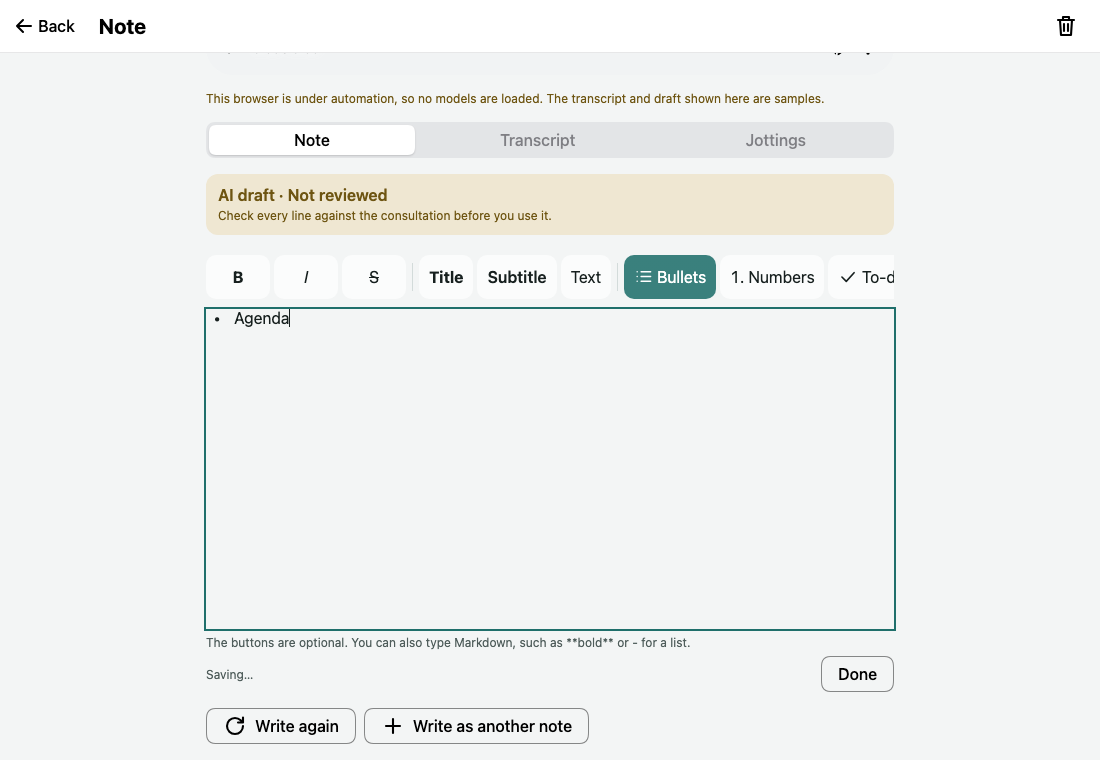 Back
Note
This browser is under automation, so no models are loaded. The transcript and draft shown here are samples.
Note
Transcript
Jottings
AI draft · Not reviewed
Check every line against the consultation before you use it.
B
I
S
Title
Subtitle
Text
Bullets
1. Numbers
To-d
• Agenda
The buttons are optional. You can also type Markdown, such as **bold** or - for a list.
Saving...
Done
Write again
Write as another note